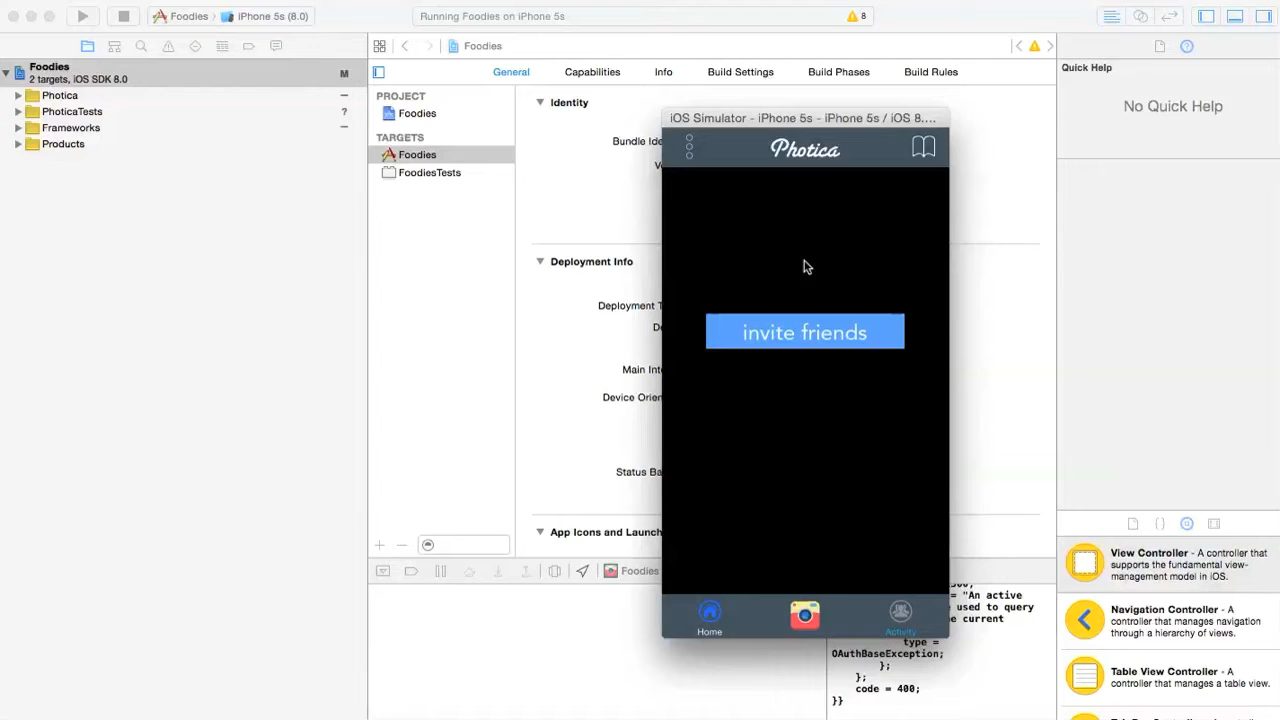 Foodies
iPhone 5s (8.0)
Running Foodies on iPhone 5s
8
Foodies
2 targets, iOS SDK 8.0
M
Photica
PhoticaTests
?
Frameworks
Products
Foodies
General
Capabilities
Info
Build Settings
Build Phases
Build Rules
PROJECT
Foodies
TARGETS
Foodies
FoodiesTests
Identity
Bundle Ide
Deployment Info
Deployment T
De
Main Inte
Device Orien
Status Ba
App Icons and Launch
iOS Simulator - iPhone 5s - iPhone 5s / iOS 8....
Photica
invite friends
Home
Activity
Foodies
= "An active
e used to query
e current
type =
OAuthBaseException;
};
};
code = 400;
}}
Quick Help
No Quick Help
{}
View Controller - A controller that
supports the fundamental view-
management model in iOS.
Navigation Controller - A
controller that manages navigation
through a hierarchy of views.
Table View Controller - A
controller that manages a table view.